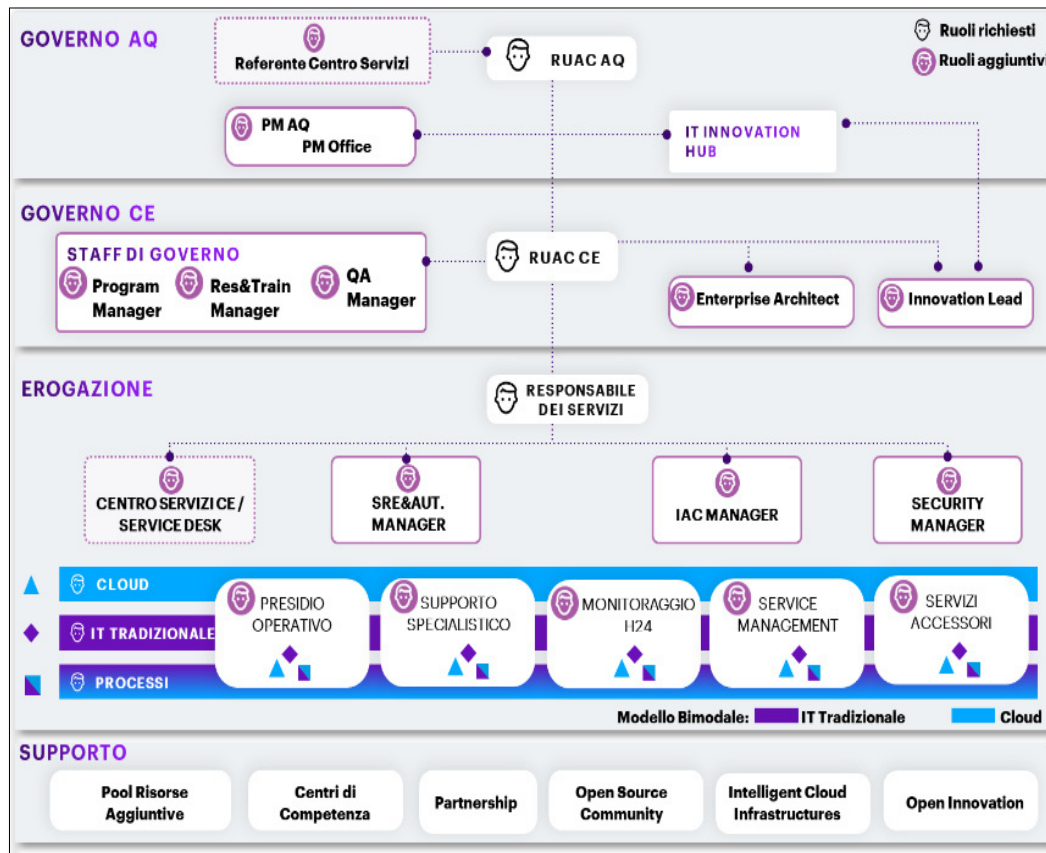 GOVERNO AQ
Referente Centro Servizi
RUAC AQ
Ruoli richiesti
Ruoli aggiuntivi
PM AQ
PM Office
IT INNOVATION
HUB
GOVERNO CE
STAFF DI GOVERNO
Program
Manager
Res&Train
Manager
QA
Manager
RUAC CE
Enterprise Architect
Innovation Lead
EROGAZIONE
RESPONSABILE
DEI SERVIZI
CENTRO SERVIZI CE /
SERVICE DESK
SRE&AUT.
MANAGER
IAC MANAGER
SECURITY
MANAGER
CLOUD
IT TRADIZIONALE
PROCESSI
PRESIDIO
OPERATIVO
SUPPORTO
SPECIALISTICO
MONITORAGGIO
H24
SERVICE
MANAGEMENT
SERVIZI
ACCESSORI
Modello Bimodale:
IT Tradizionale
Cloud
SUPPORTO
Pool Risorse
Aggiuntive
Centri di
Competenza
Partnership
Open Source
Community
Intelligent Cloud
Infrastructures
Open Innovation